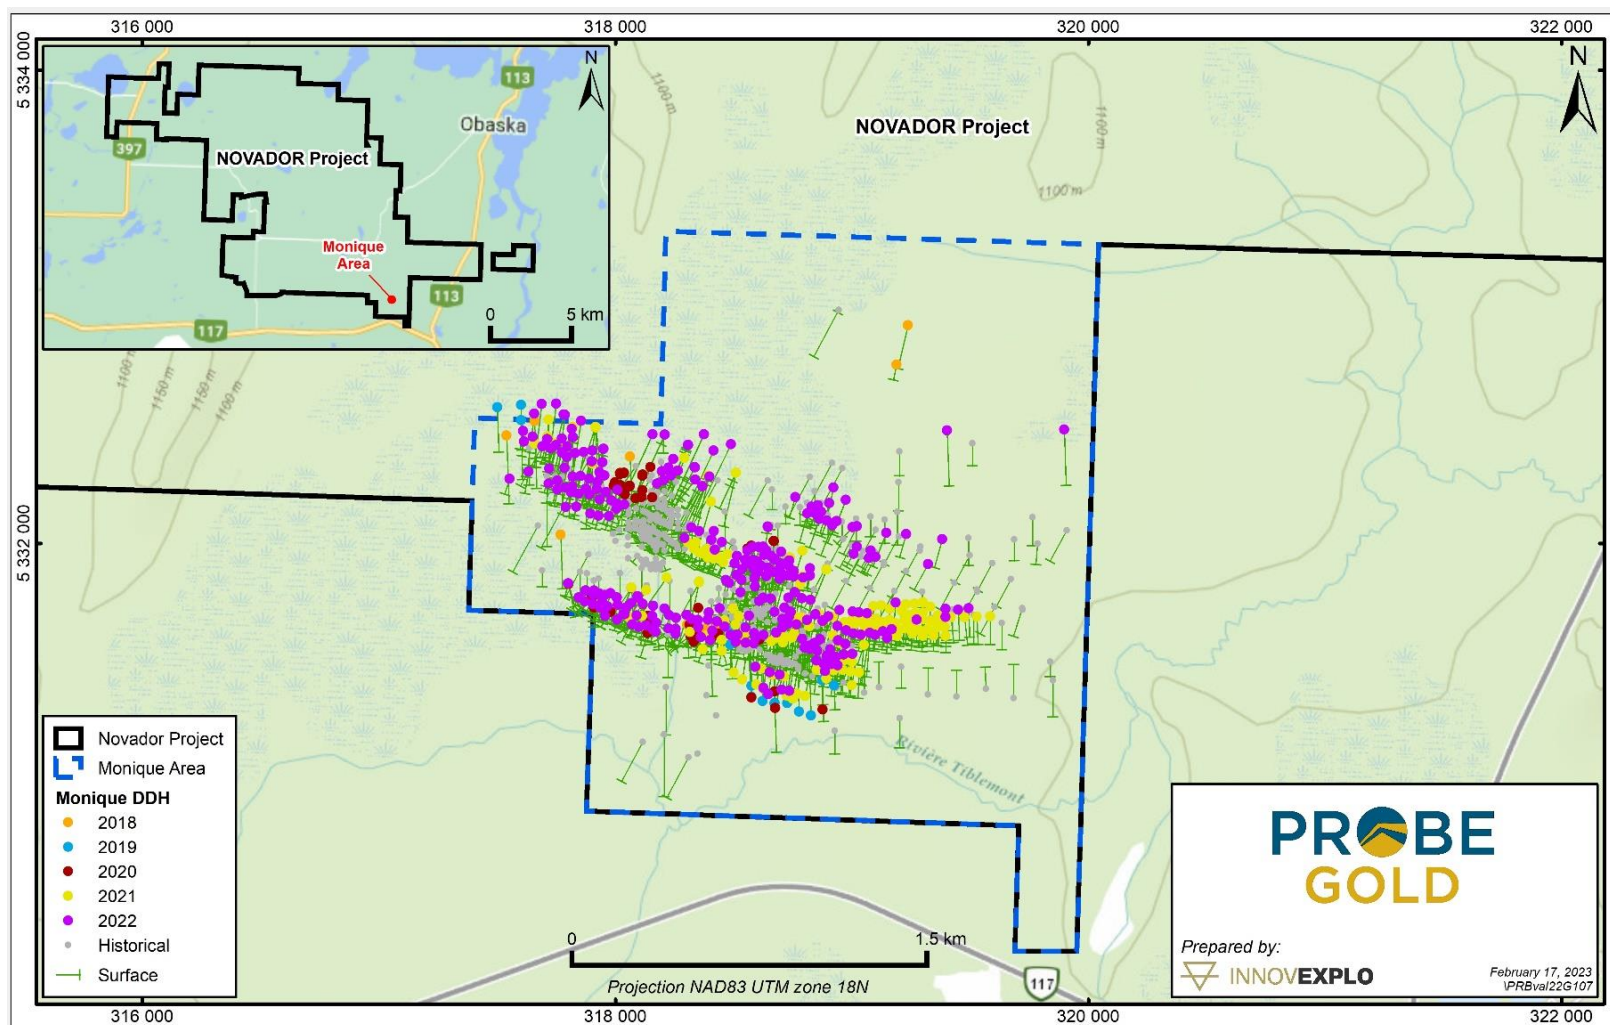 316 000
318 000
320 000
322 000
5 334 000
5 332 000
N
113
Obaska
397
NOVADOR Project
Monique
Area
113
117
0
5 km
N
NOVADOR Project
1100 m
1100 m
1100 m
1100 m
1150 m
1150 m
1100 m
Rivière Tiblemont
Novador Project
Monique Area
Monique DDH
2018
2019
2020
2021
2022
Historical
Surface
0
1.5 km
Projection NAD83 UTM zone 18N
117
PROBE
GOLD
Prepared by:
INNOVEXPLO
February 17, 2023
\PRBval22G107
316 000
318 000
320 000
322 000